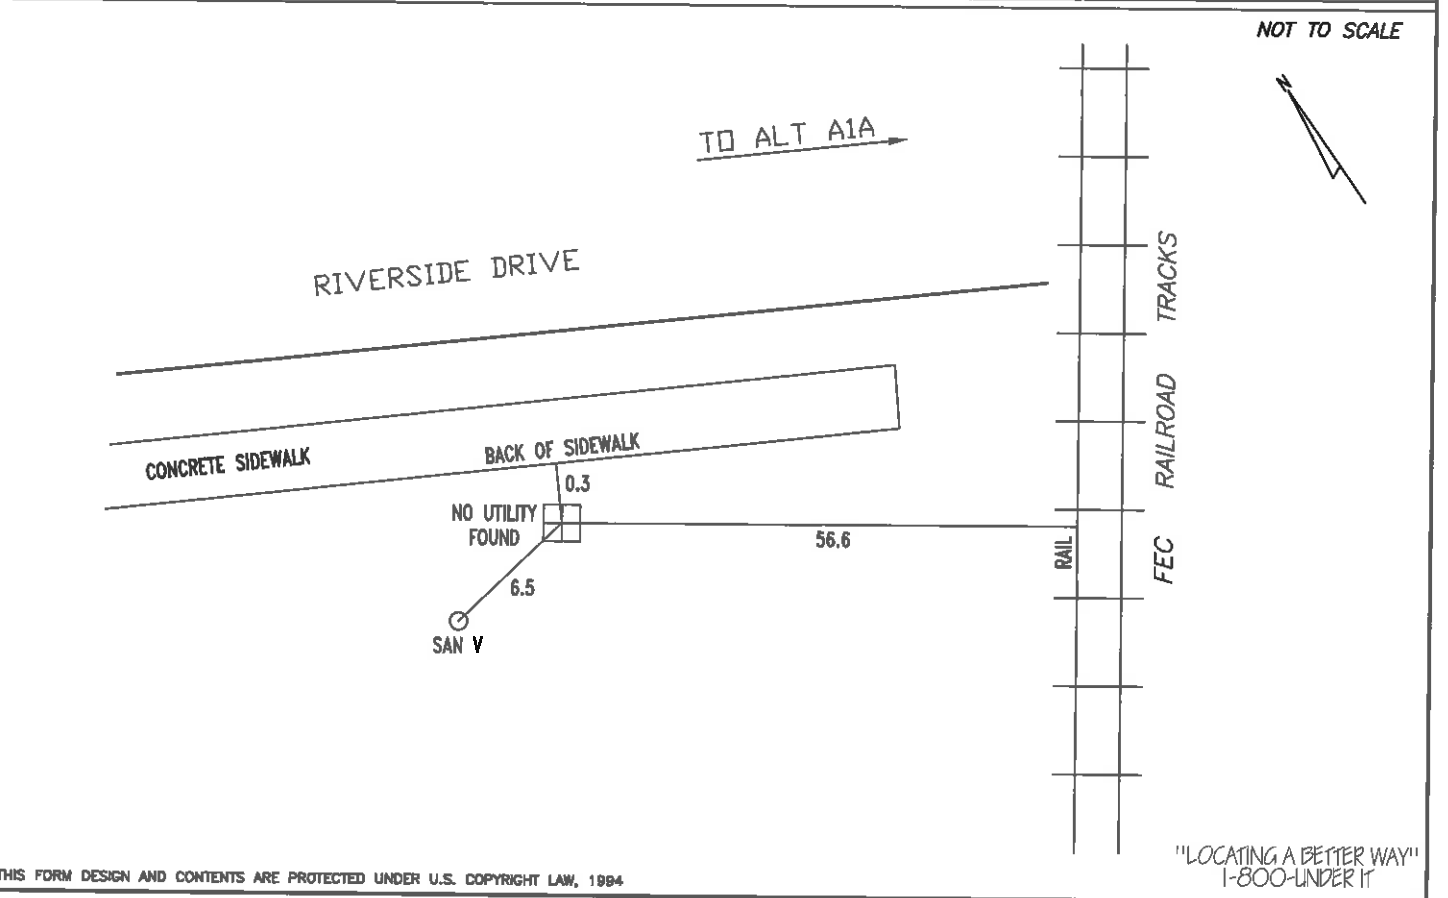 NOT TO SCALE
N
TO ALT A1A
RIVERSIDE DRIVE
CONCRETE SIDEWALK
BACK OF SIDEWALK
0.3
NO UTILITY
FOUND
56.6
RAIL
FEC RAILROAD TRACKS
6.5
SAN V
"LOCATING A BETTER WAY"
1-800-UNDER IT
THIS FORM DESIGN AND CONTENTS ARE PROTECTED UNDER U.S. COPYRIGHT LAW, 1994